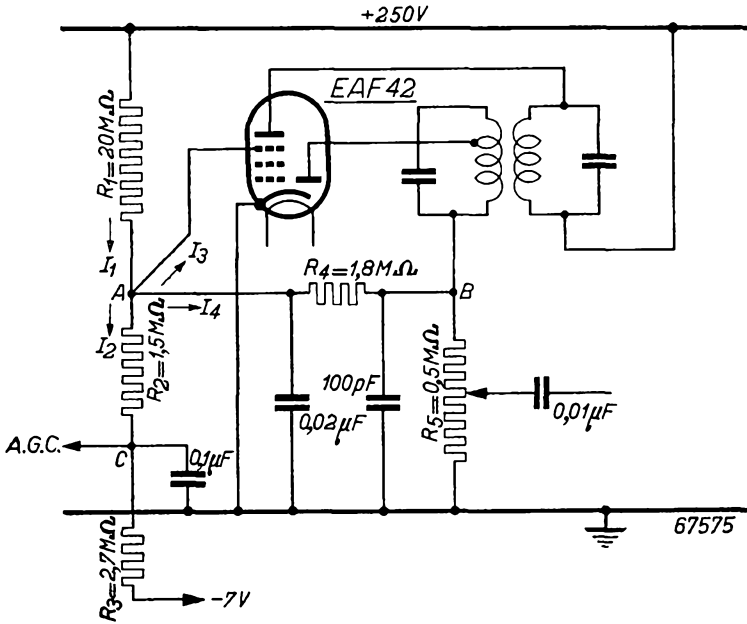 +250V
EAF42
R1=20MΩ
I1
I3
A
I4
I2
R4=1,8MΩ
B
R2=1,5MΩ
100pF
0,02µF
R5=0,5MΩ
0,01µF
A.G.C.
C
0,1µF
67575
R3=2,7MΩ
-7V